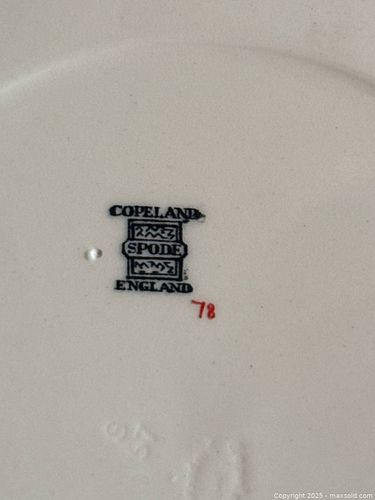 COPELAND
SPODE
ENGLAND
78
Copyright 2025 - maxsold.com